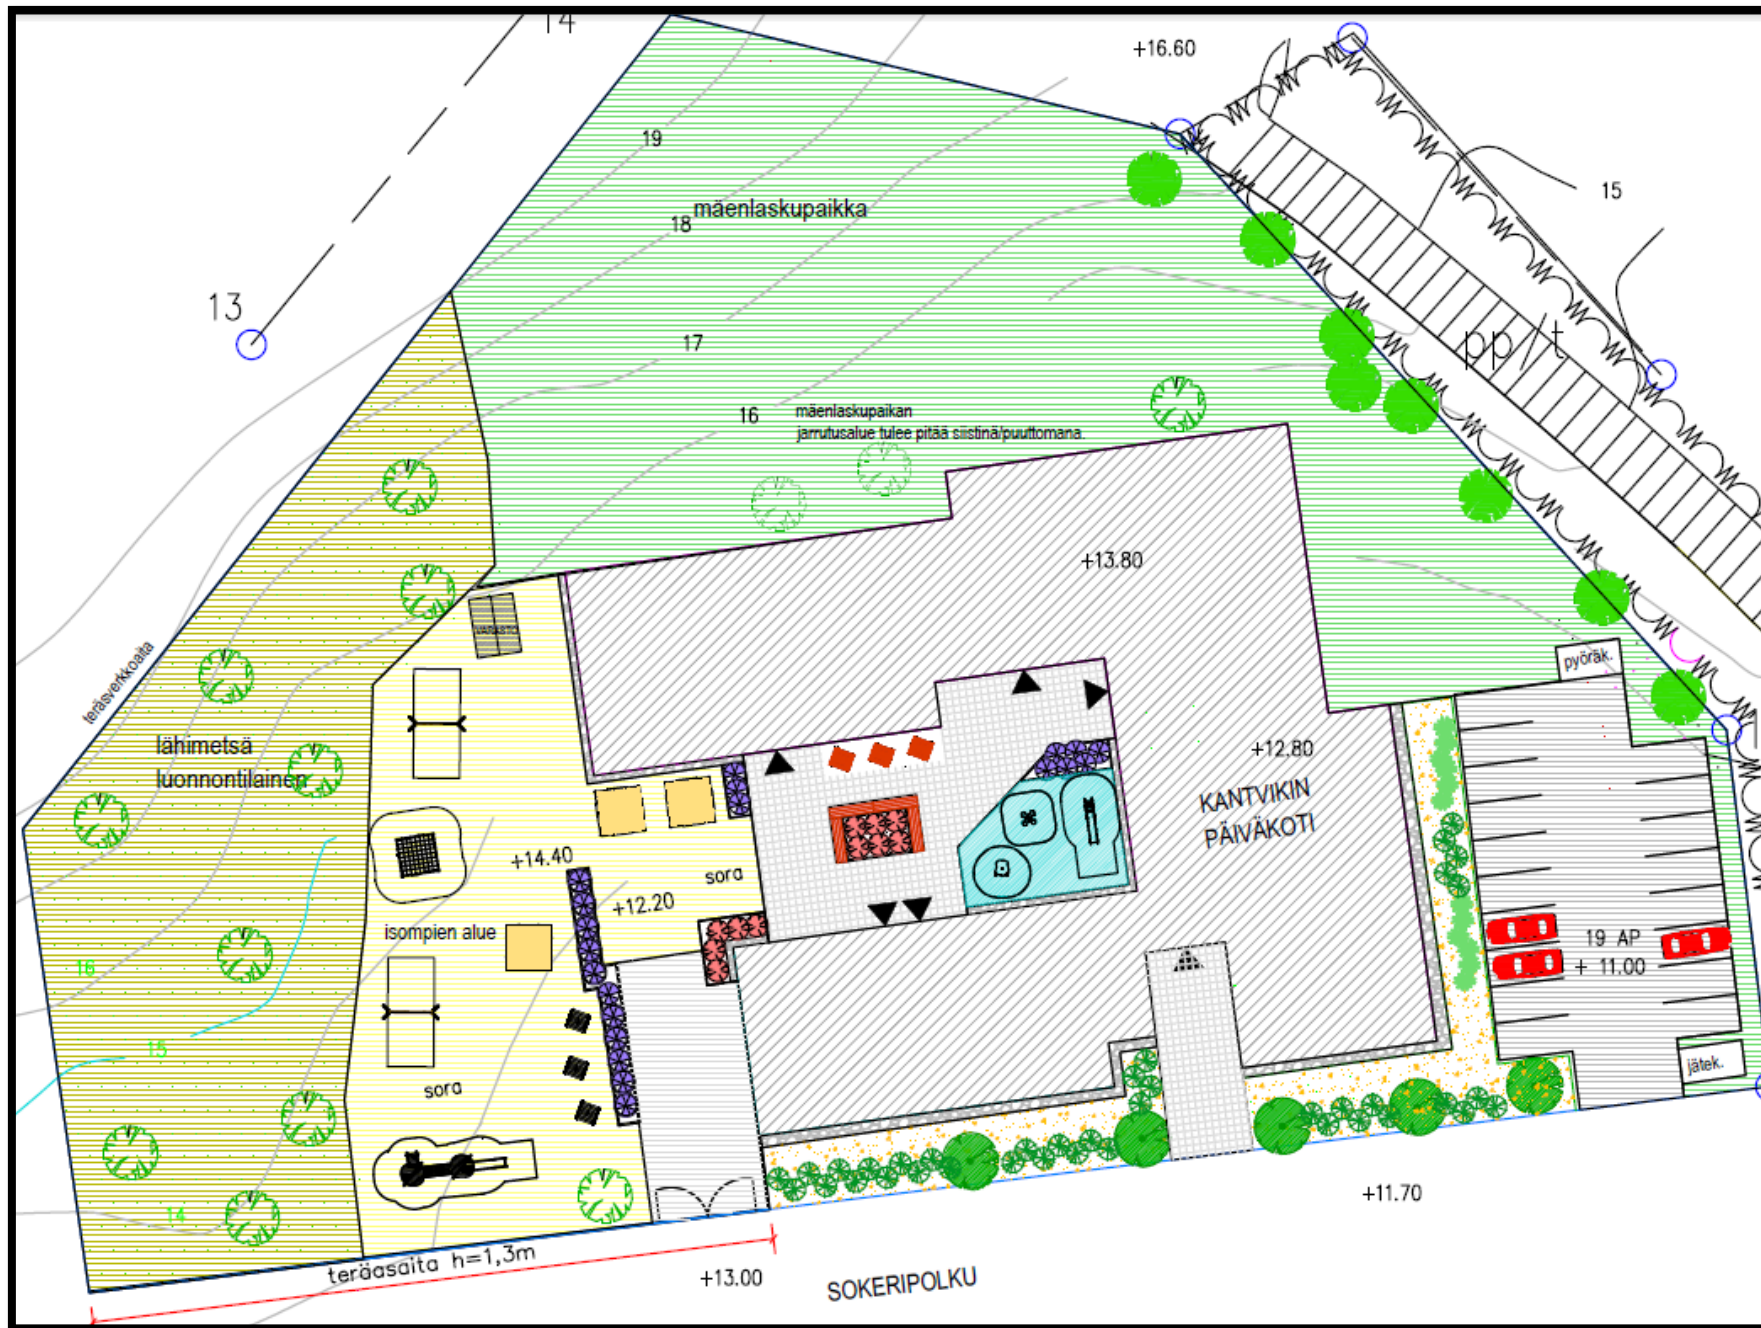 14
+16.60
19
15
mäenlaskupaikka
18
13
17
pp/t
16
mäenlaskupaikan
jarrutusalue tulee pitää siistinä/puuttomana.
+13.80
VARASTO
teräsverkkoaita
pyöräk.
lähimetsä
luonnontilainen
+12.80
KANTVIKIN
PÄIVÄKOTI
+14.40
sora
+12.20
isompien alue
19 AP
+ 11.00
16
15
sora
jätek.
14
+11.70
teräasaita h=1,3m
+13.00
SOKERIPOLKU